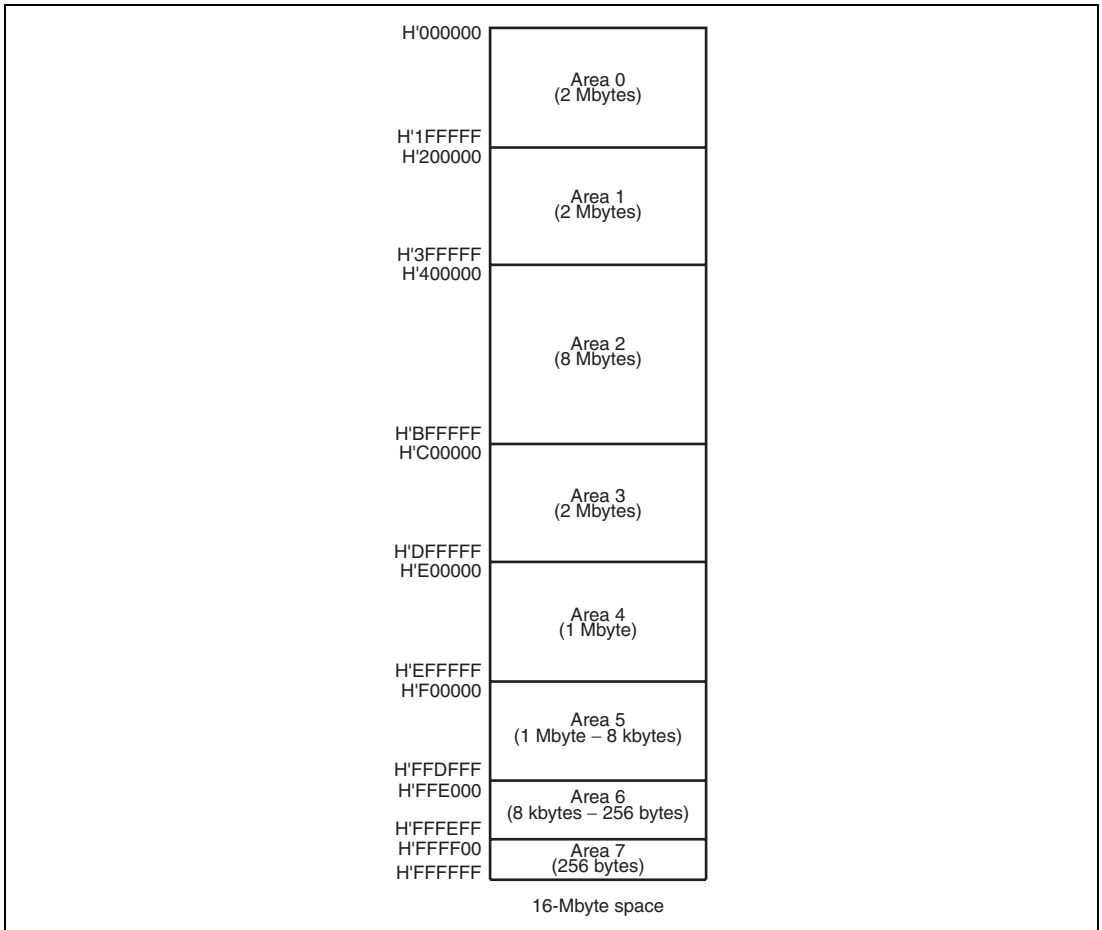 H'000000
Area 0
(2 Mbytes)
H'1FFFFF
H'200000
Area 1
(2 Mbytes)
H'3FFFFF
H'400000
Area 2
(8 Mbytes)
H'BFFFFF
H'C00000
Area 3
(2 Mbytes)
H'DFFFFF
H'E00000
Area 4
(1 Mbyte)
H'EFFFFF
H'F00000
Area 5
(1 Mbyte – 8 kbytes)
H'FFDFFF
H'FFE000
Area 6
(8 kbytes – 256 bytes)
H'FFFEFF
H'FFFF00
Area 7
(256 bytes)
H'FFFFFF
16-Mbyte space